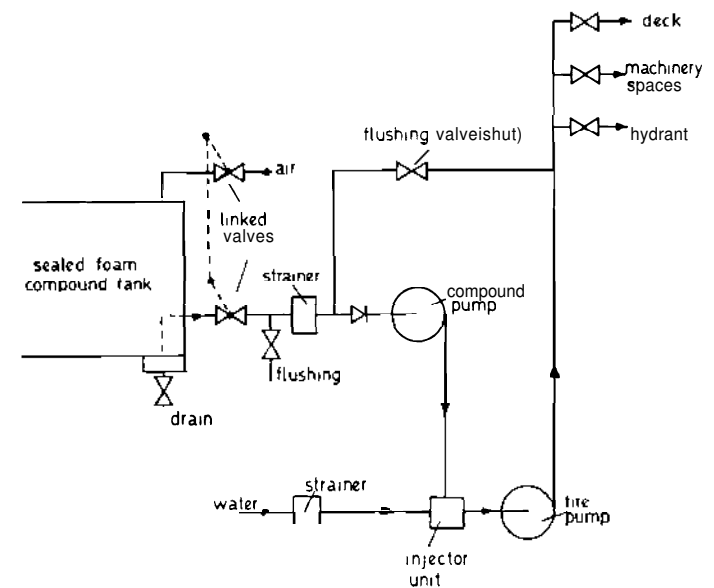 deck
machinery
spaces
flushing valveishut)
hydrant
air
linked
valves
sealed foam
compound tank
strainer
compound
pump
flushing
drain
strainer
water
fire
pump
injector
unit